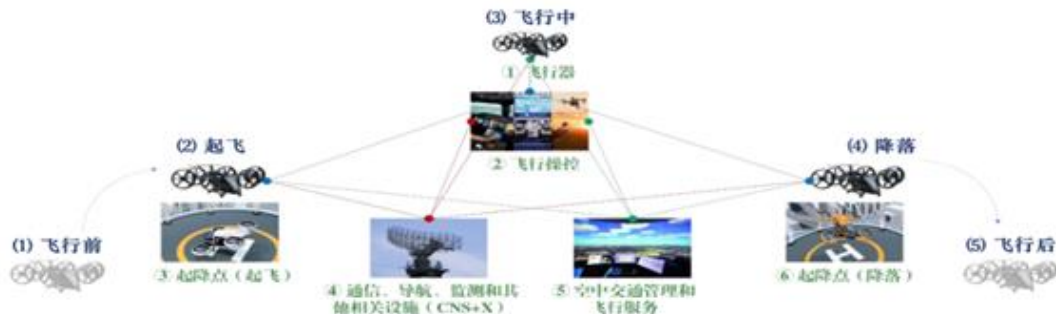 (3) 飞行中
① 飞行器
(2) 起飞
(4) 降落
② 飞行操控
(1) 飞行前
(5) 飞行后
③ 起降点（起飞）
⑥ 起降点（降落）
④ 通信、导航、监测和其
他相关设施（CNS+X）
⑤ 空中交通管理和
飞行服务